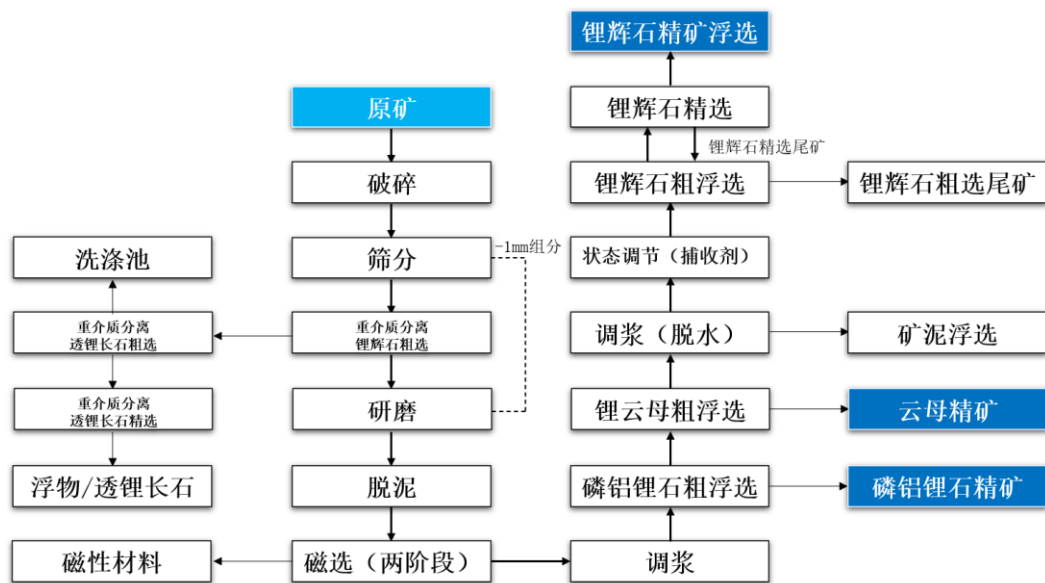 锂辉石精矿浮选
原矿
锂辉石精选
锂辉石精选尾矿
破碎
锂辉石粗浮选
锂辉石粗选尾矿
洗涤池
筛分
-1mm组分
状态调节（捕收剂）
重介质分离
透锂长石粗选
重介质分离
锂辉石粗选
调浆（脱水）
矿泥浮选
重介质分离
透锂长石精选
研磨
锂云母粗浮选
云母精矿
浮物/透锂长石
脱泥
磷铝锂石粗浮选
磷铝锂石精矿
磁性材料
磁选（两阶段）
调浆